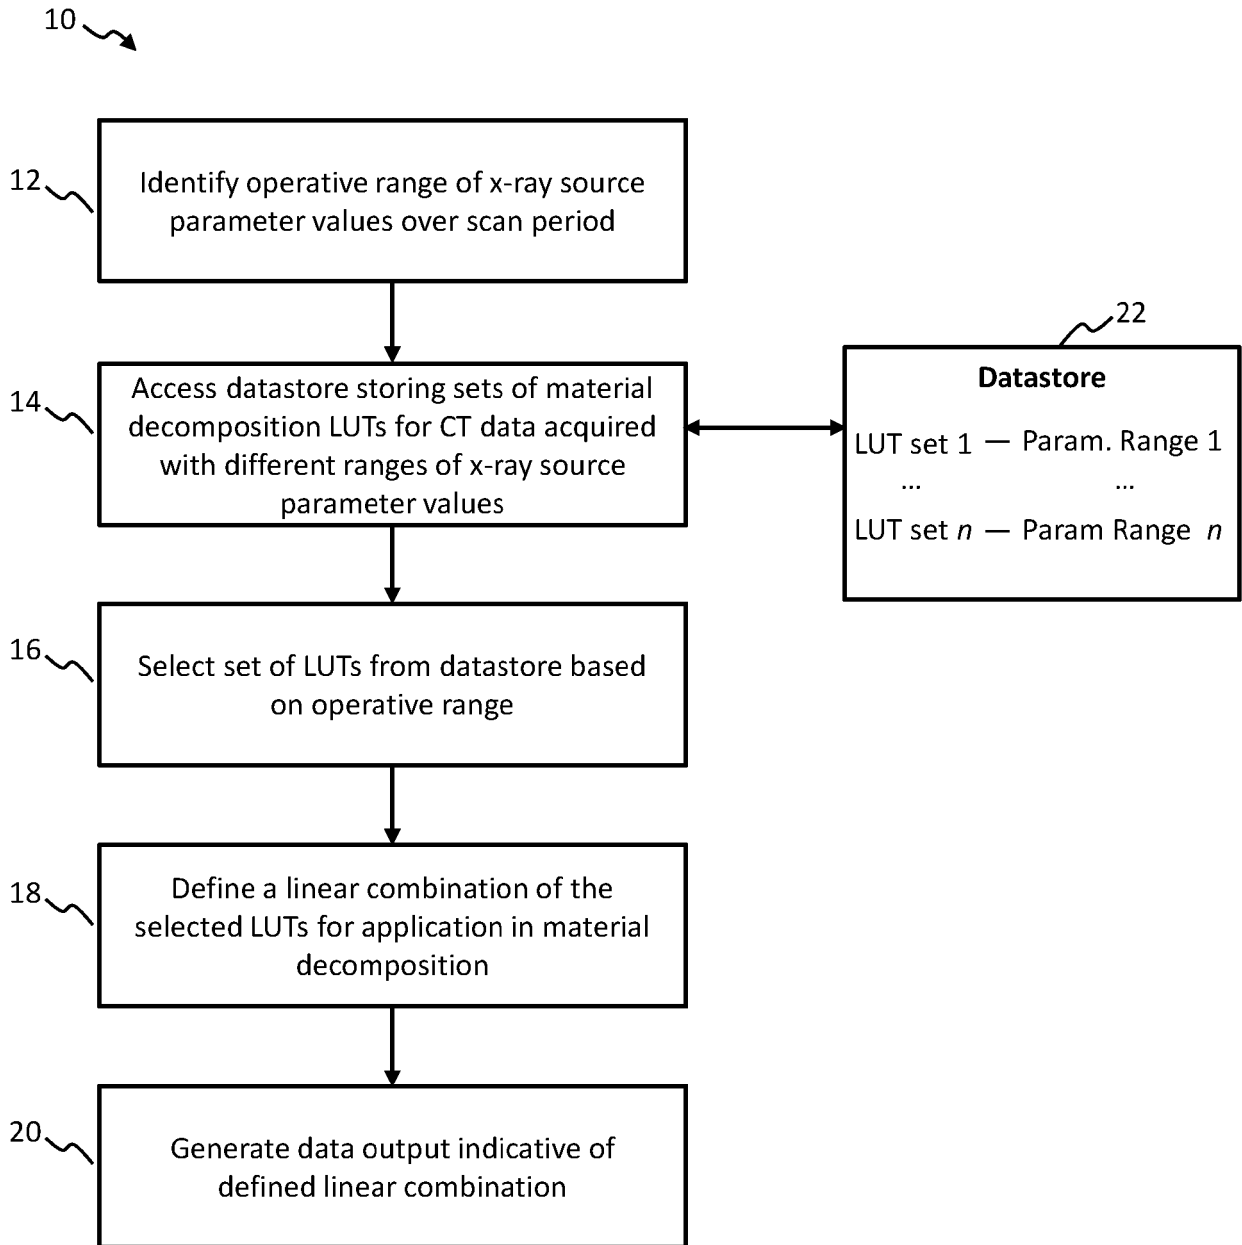 10
12
Identify operative range of x-ray source
parameter values over scan period
22
14
Access datastore storing sets of material
decomposition LUTs for CT data acquired
with different ranges of x-ray source
parameter values
Datastore
LUT set 1 — Param. Range 1
... ...
LUT set n — Param Range n
16
Select set of LUTs from datastore based
on operative range
18
Define a linear combination of the
selected LUTs for application in material
decomposition
20
Generate data output indicative of
defined linear combination